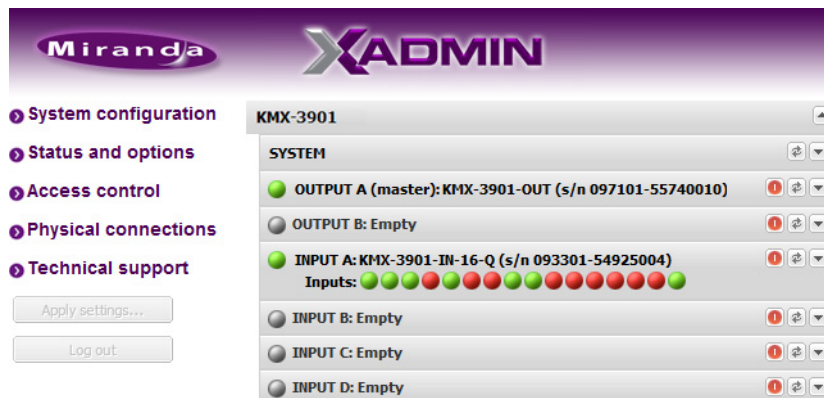 Miranda
XADMIN
System configuration
Status and options
Access control
Physical connections
Technical support
Apply settings...
Log out
KMX-3901
SYSTEM
OUTPUT A (master): KMX-3901-OUT (s/n 097101-55740010)
OUTPUT B: Empty
INPUT A: KMX-3901-IN-16-Q (s/n 093301-54925004)
Inputs:
INPUT B: Empty
INPUT C: Empty
INPUT D: Empty